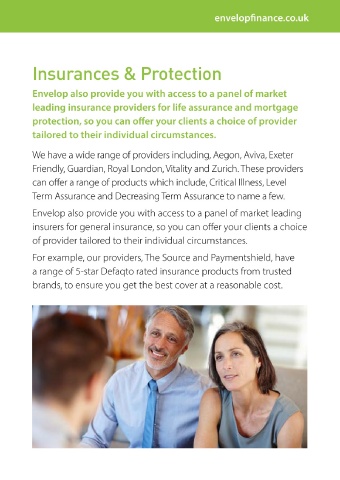 envelopfinance.co.uk
Insurances & Protection
Envelop also provide you with access to a panel of market
leading insurance providers for life assurance and mortgage
protection, so you can offer your clients a choice of provider
tailored to their individual circumstances.
We have a wide range of providers including, Aegon, Aviva, Exeter
Friendly, Guardian, Royal London, Vitality and Zurich. These providers
can offer a range of products which include, Critical Illness, Level
Term Assurance and Decreasing Term Assurance to name a few.
Envelop also provide you with access to a panel of market leading
insurers for general insurance, so you can offer your clients a choice
of provider tailored to their individual circumstances.
For example, our providers, The Source and Paymentshield, have
a range of 5-star Defaqto rated insurance products from trusted
brands, to ensure you get the best cover at a reasonable cost.